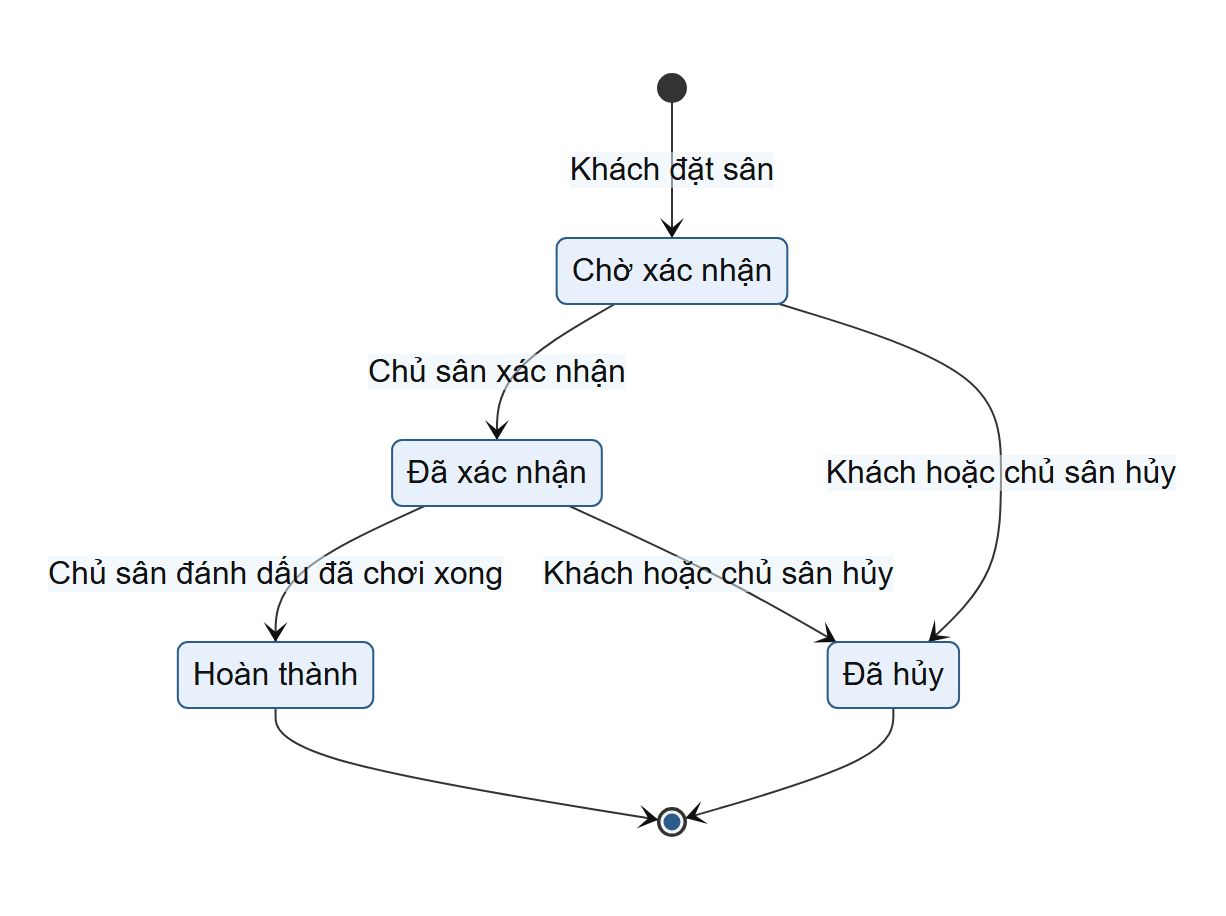 Khách đặt sân
Chờ xác nhận
Chủ sân xác nhận
Đã xác nhận
Khách hoặc chủ sân hủy
Chủ sân đánh dấu đã chơi xong
Khách hoặc chủ sân hủy
Hoàn thành
Đã hủy